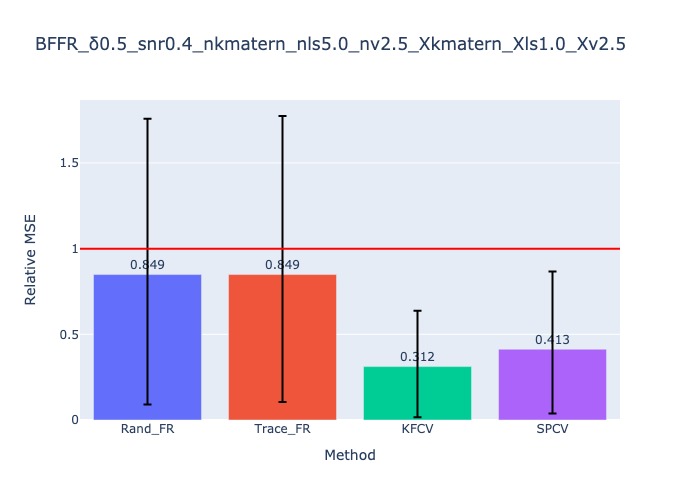 BFFR_δ0.5_snr0.4_nkmatern_nls5.0_nv2.5_Xkmatern_Xls1.0_Xv2.5
Relative MSE
1.5
1
0.5
0
0.849
0.849
0.312
0.413
Rand_FR
Trace_FR
KFCV
SPCV
Method